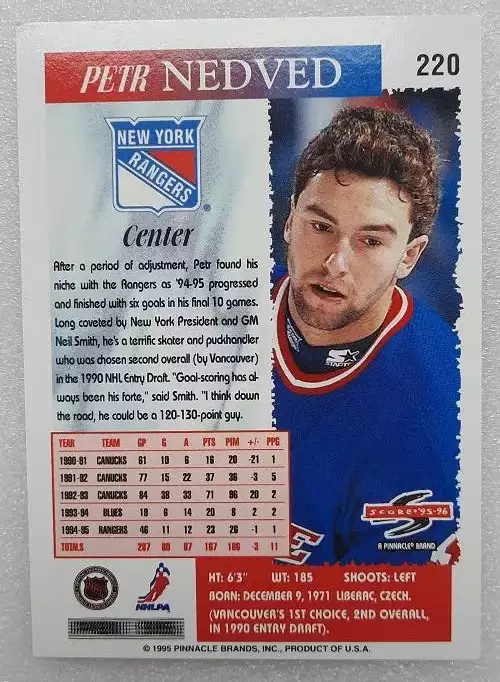 PETR NEDVED
220
NEW YORK
RANGERS
®
Center
After a period of adjustment, Petr found his
niche with the Rangers as '94-95 progressed
and finished with six goals in his final 10 games.
Long coveted by New York President and GM
Neil Smith, he's a terrific skater and puckhandler
who was chosen second overall (by Vancouver)
in the 1990 NHL Entry Draft. "Goal-scoring has al-
ways been his forte," said Smith. "I think down
the road, he could be a 120-130-point guy.
STARTER
YEAR TEAM GP G A PTS PIM +/- PPG
1990-91 CANUCKS 61 10 6 16 20 -21 1
1991-92 CANUCKS 77 15 22 37 36 -3 5
1992-93 CANUCKS 84 38 33 71 96 20 2
1993-94 BLUES 19 6 14 20 8 2 2
1994-95 RANGERS 46 11 12 23 26 -1 1
TOTALS 287 80 87 167 186 -3 11
SCORE® '95-96
A PINNACLE® BRAND
NHLPA
HT: 6'3" WT: 185 SHOOTS: LEFT
BORN: DECEMBER 9, 1971 LIBERAC, CZECH.
(VANCOUVER'S 1ST CHOICE, 2ND OVERALL,
IN 1990 ENTRY DRAFT).
© 1995 PINNACLE BRANDS, INC., PRODUCT OF U.S.A.